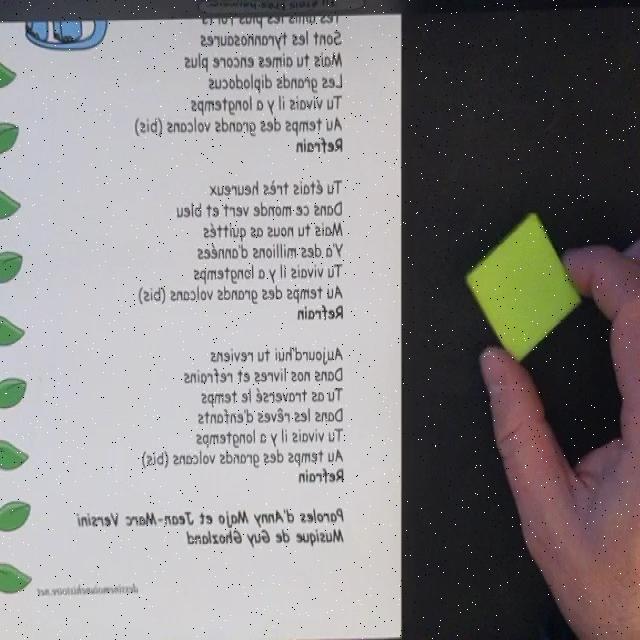 Tes amis les plus forts
Sont les tyrannosaures
Mais tu aimes encore plus
Les grands diplodocus
Tu vivais il y a longtemps
Au temps des grands volcans (bis)
Refrain
Tu étais très heureux
Dans ce monde vert et bleu
Mais tu nous as quittés
Y'a des millions d'années
Tu vivais il y a longtemps
Au temps des grands volcans (bis)
Refrain
Aujourd'hui tu reviens
Dans nos livres et refrains
Tu as traversé le temps
Dans les rêves d'enfants
Tu vivais il y a longtemps
Au temps des grands volcans (bis)
Refrain
Paroles d'Anny Majo et Jean-Marc Versini
Musique de Guy Ghozland